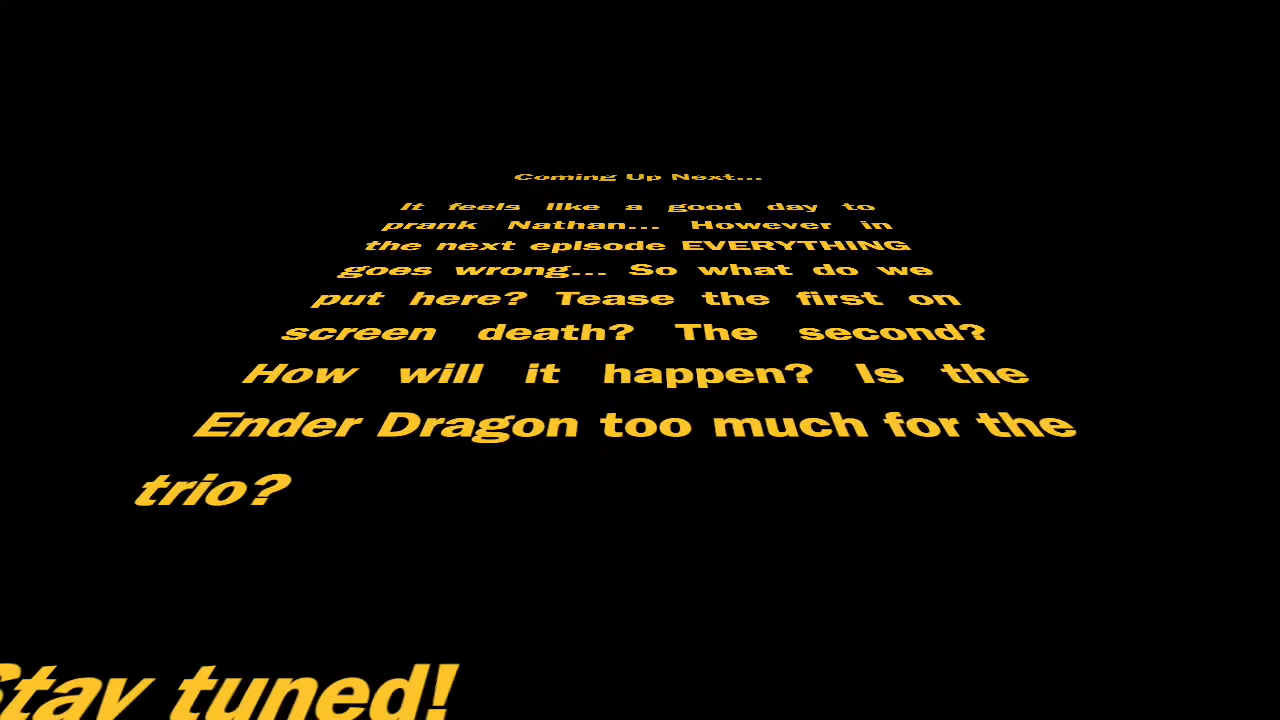 Coming Up Next...
It feels like a good day to
prank Nathan... However in
the next episode EVERYTHING
goes wrong... So what do we
put here? Tease the first on
screen death? The second?
How will it happen? Is the
Ender Dragon too much for the
trio?
Stay tuned!